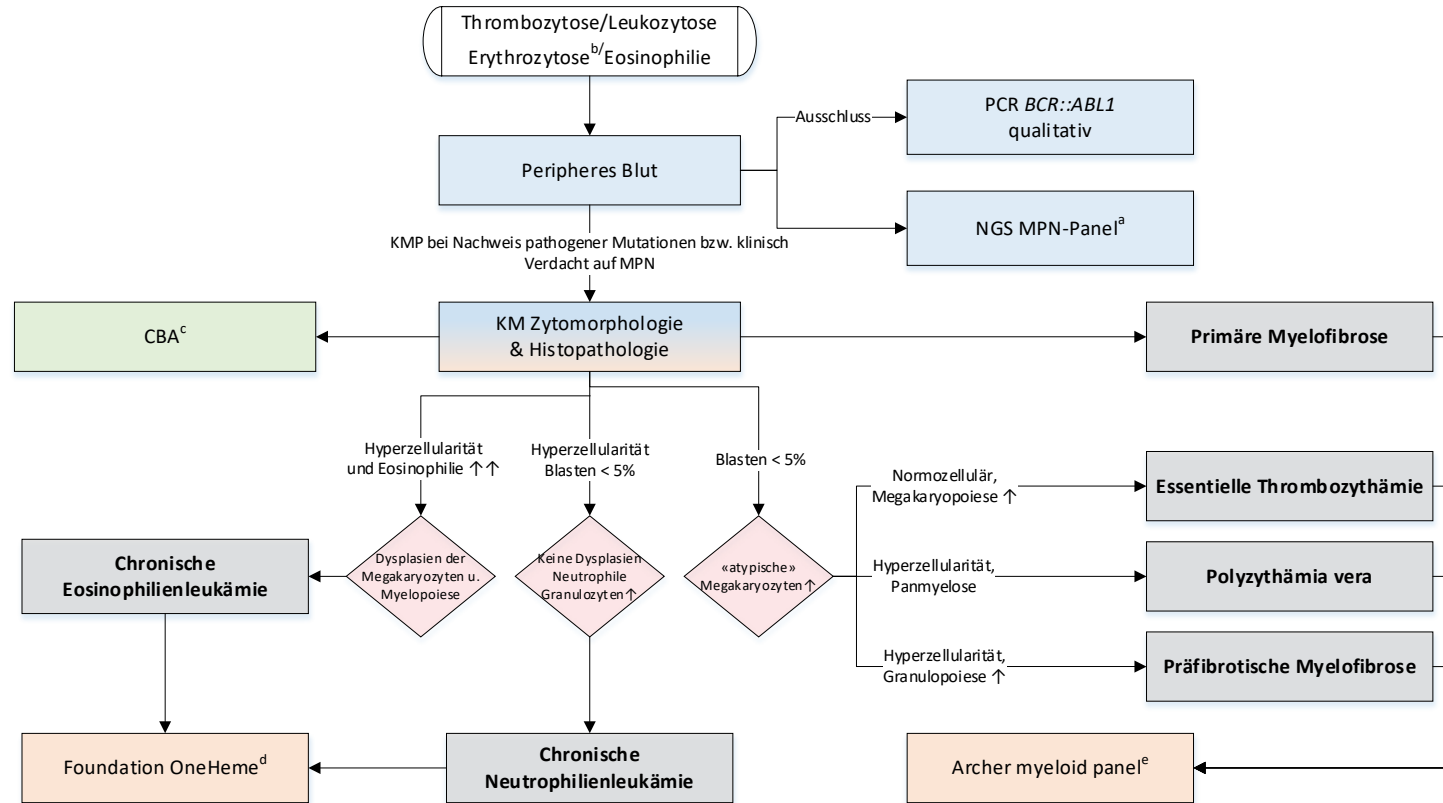 Thrombozytose/Leukozytose
Erythrozytose^b/Eosinophilie
PCR BCR::ABL1
qualitativ
Ausschluss
Peripheres Blut
NGS MPN-Panel^a
KMP bei Nachweis pathogener Mutationen bzw. klinisch
Verdacht auf MPN
CBA^c
KM Zytomorphologie
& Histopathologie
Primäre Myelofibrose
Hyperzellularität
und Eosinophilie ↑↑
Hyperzellularität
Blasten < 5%
Blasten < 5%
Normozellulär,
Megakaryopoiese ↑
Essentielle Thrombozythämie
Chronische
Eosinophilienleukämie
Dysplasien der
Megakaryozyten u.
Myelopoiese
Keine Dysplasien
Neutrophile
Granulozyten↑
«atypische»
Megakaryozyten↑
Hyperzellularität,
Panmyelose
Polyzythämia vera
Hyperzellularität,
Granulopoiese ↑
Präfibrotische Myelofibrose
Foundation OneHeme^d
Chronische
Neutrophilienleukämie
Archer myeloid panel^e